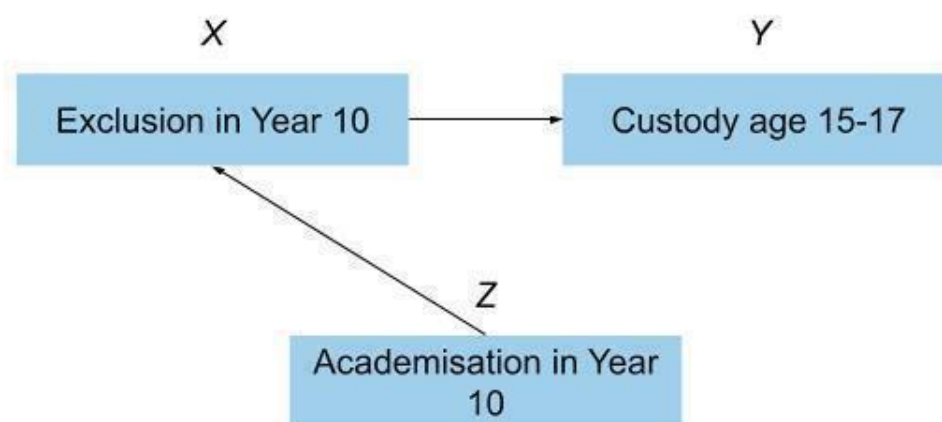 X
Y
Exclusion in Year 10
Custody age 15-17
Z
Academisation in Year
10